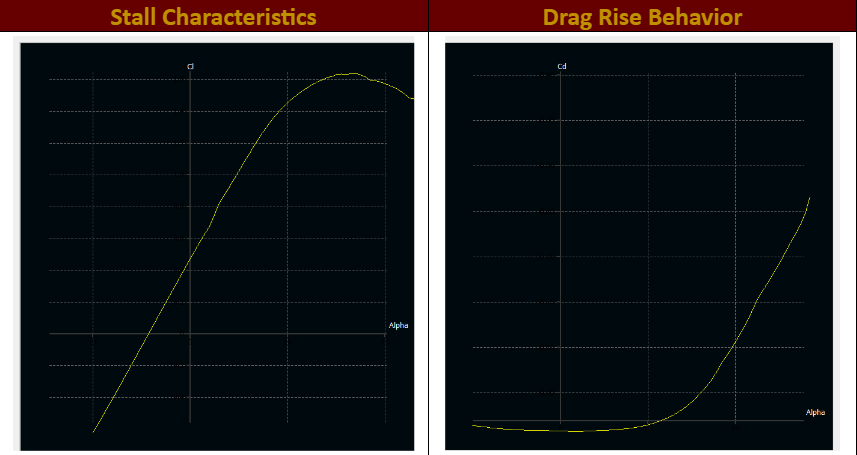 Stall Characteristics
Drag Rise Behavior
Cl
Cd
Alpha
Alpha